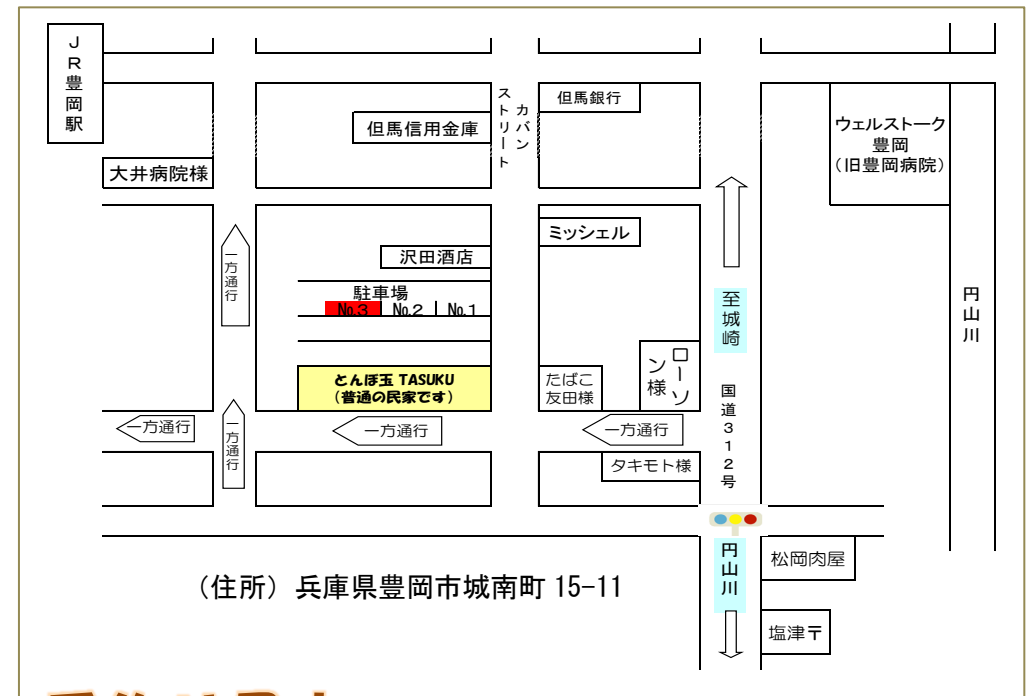 JR豊岡駅
カバン
ストリート
但馬銀行
但馬信用金庫
ウェルストーク
豊岡
（旧豊岡病院）
大井病院様
ミッシェル
沢田酒店
一方通行
駐車場
№3 №2 №1
至城崎
円山川
ローソン様
とんぼ玉 TASUKU
（普通の民家です）
たばこ
友田様
国道312号
一方通行
一方通行
一方通行
一方通行
タキモト様
円山川
松岡肉屋
（住所）兵庫県豊岡市城南町 15-11
塩津〒